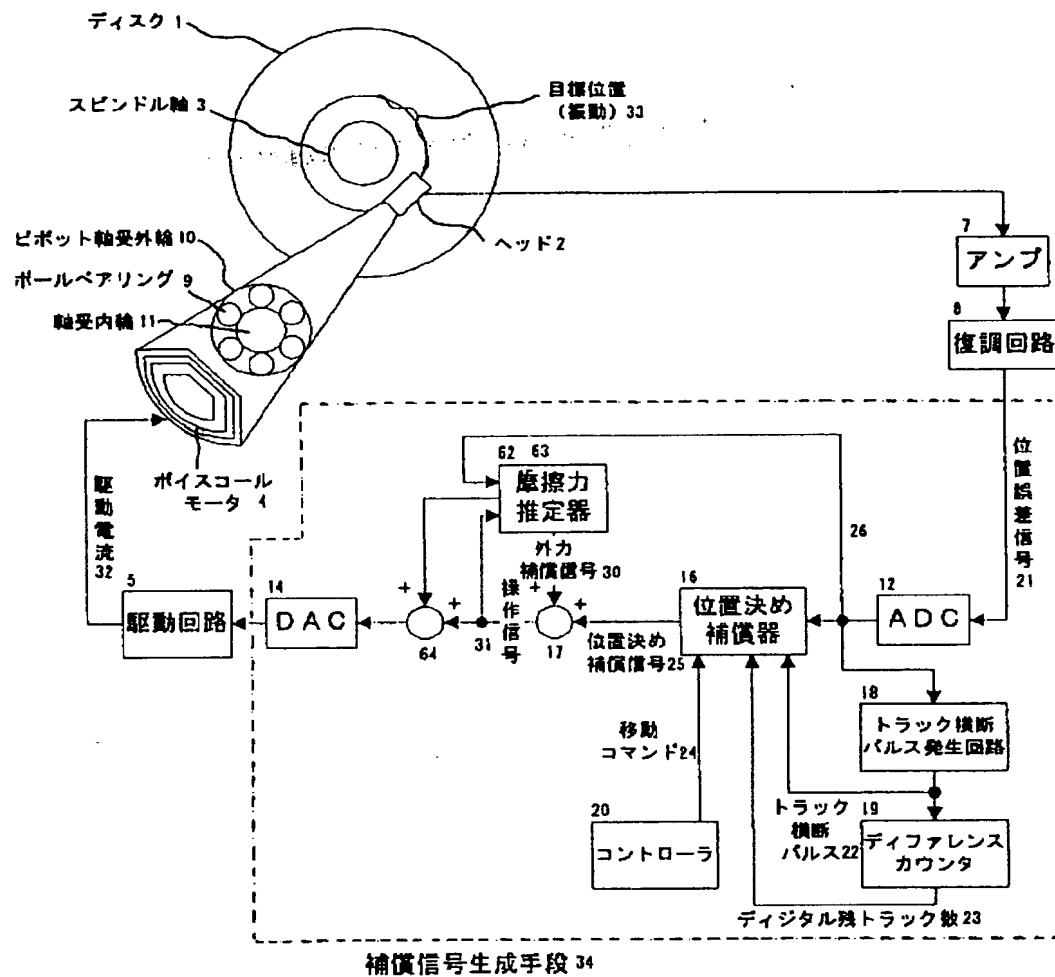 ディスク 1
スピンドル軸 3
目標位置
(振動) 33
ヘッド 2
ピボット軸受外輪 10
ボールベアリング 9
軸受内輪 11
ボイスコール
モータ 4
7
アンプ
8
復調回路
位置誤差信号 21
駆動電流 32
62 63
摩擦力
推定器
外力
補償信号 30
26
5
駆動回路
14
DAC
+
+
64
31
操作信号
+
+
17
位置決め
補償信号 25
16
位置決め
補償器
12
ADC
18
トラック横断
パルス発生回路
移動
コマンド 24
20
コントローラ
トラック
横断
パルス 22
19
ディファレンス
カウンタ
ディジタル残トラック数 23
補償信号生成手段 34